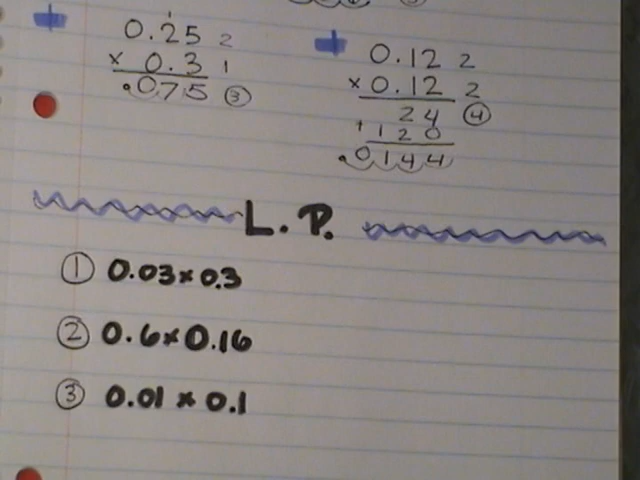 0.25 2
× 0.3 1
.075 ③
0.12 2
× 0.12 2
24 ④
+ 120
.0144
L.P.
① 0.03×0.3
② 0.6×0.16
③ 0.01 × 0.1